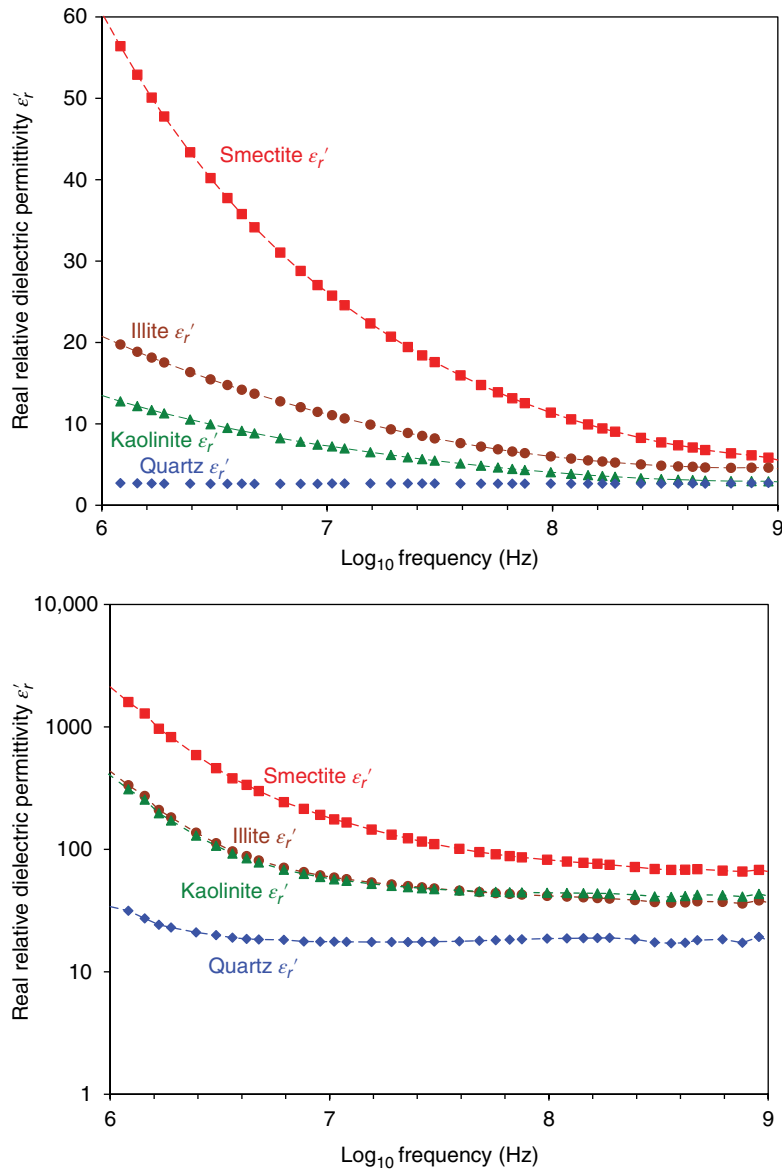 Real relative dielectric permittivity εr′
60
50
40
30
20
10
0
Smectite εr′
Illite εr′
Kaolinite εr′
Quartz εr′
6
7
8
9
Log10 frequency (Hz)
Real relative dielectric permittivity εr′
10,000
1000
100
10
1
Smectite εr′
Illite εr′
Kaolinite εr′
Quartz εr′
6
7
8
9
Log10 frequency (Hz)